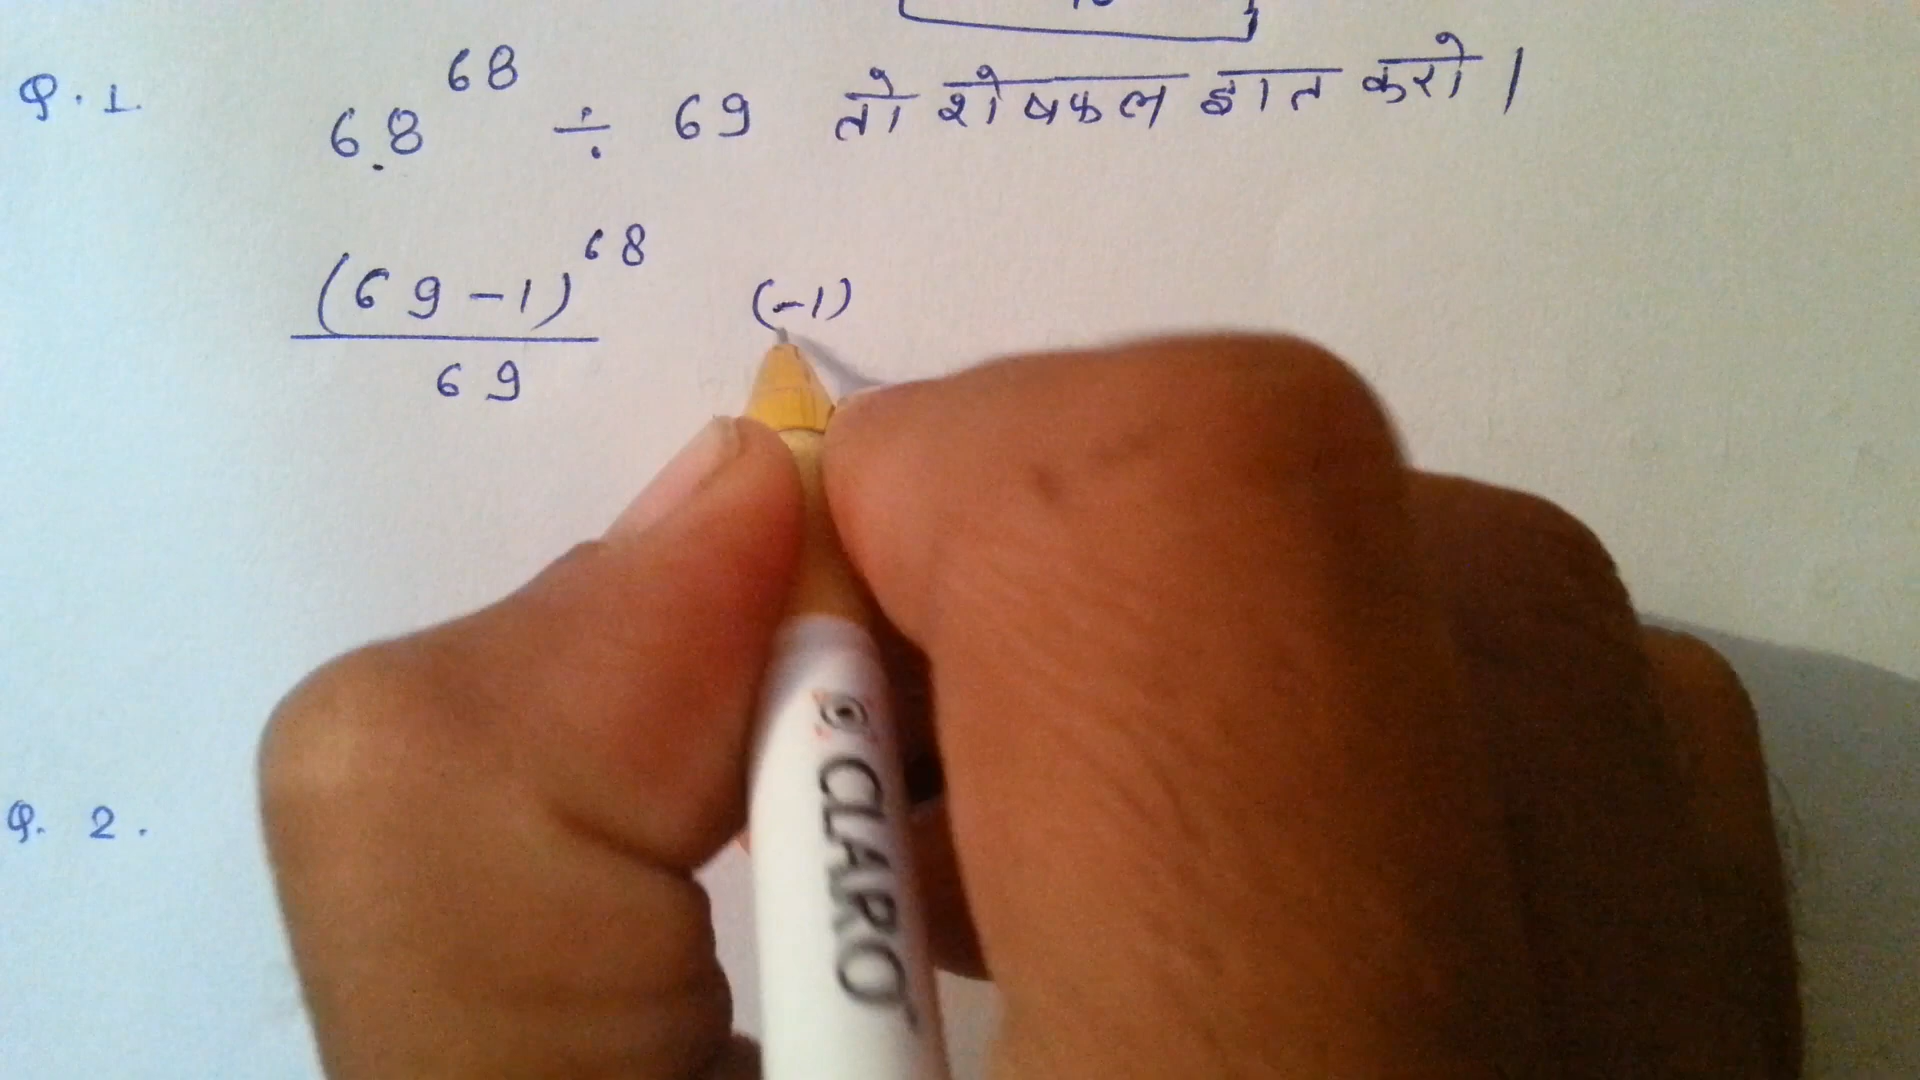 Q.1. 68^68 ÷ 69 तो शेषफल ज्ञात करो |
(69-1)^68 (-1)
69
CLARO
Q. 2.